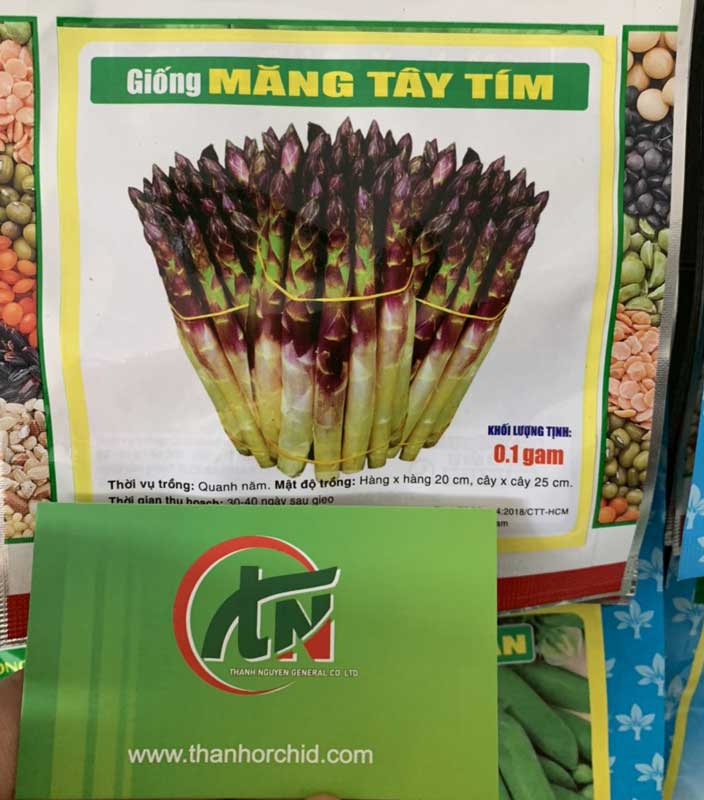 Giống MĂNG TÂY TÍM
KHỐI LƯỢNG TỊNH:
0.1 gam
Thời vụ trồng: Quanh năm. Mật độ trồng: Hàng x hàng 20 cm, cây x cây 25 cm.
Thời gian thu hoạch: 30-40 ngày sau gieo
4:2018/CTT-HCM
am
TN
THANH NGUYEN GENERAL CO. LTD
www.thanhorchid.com